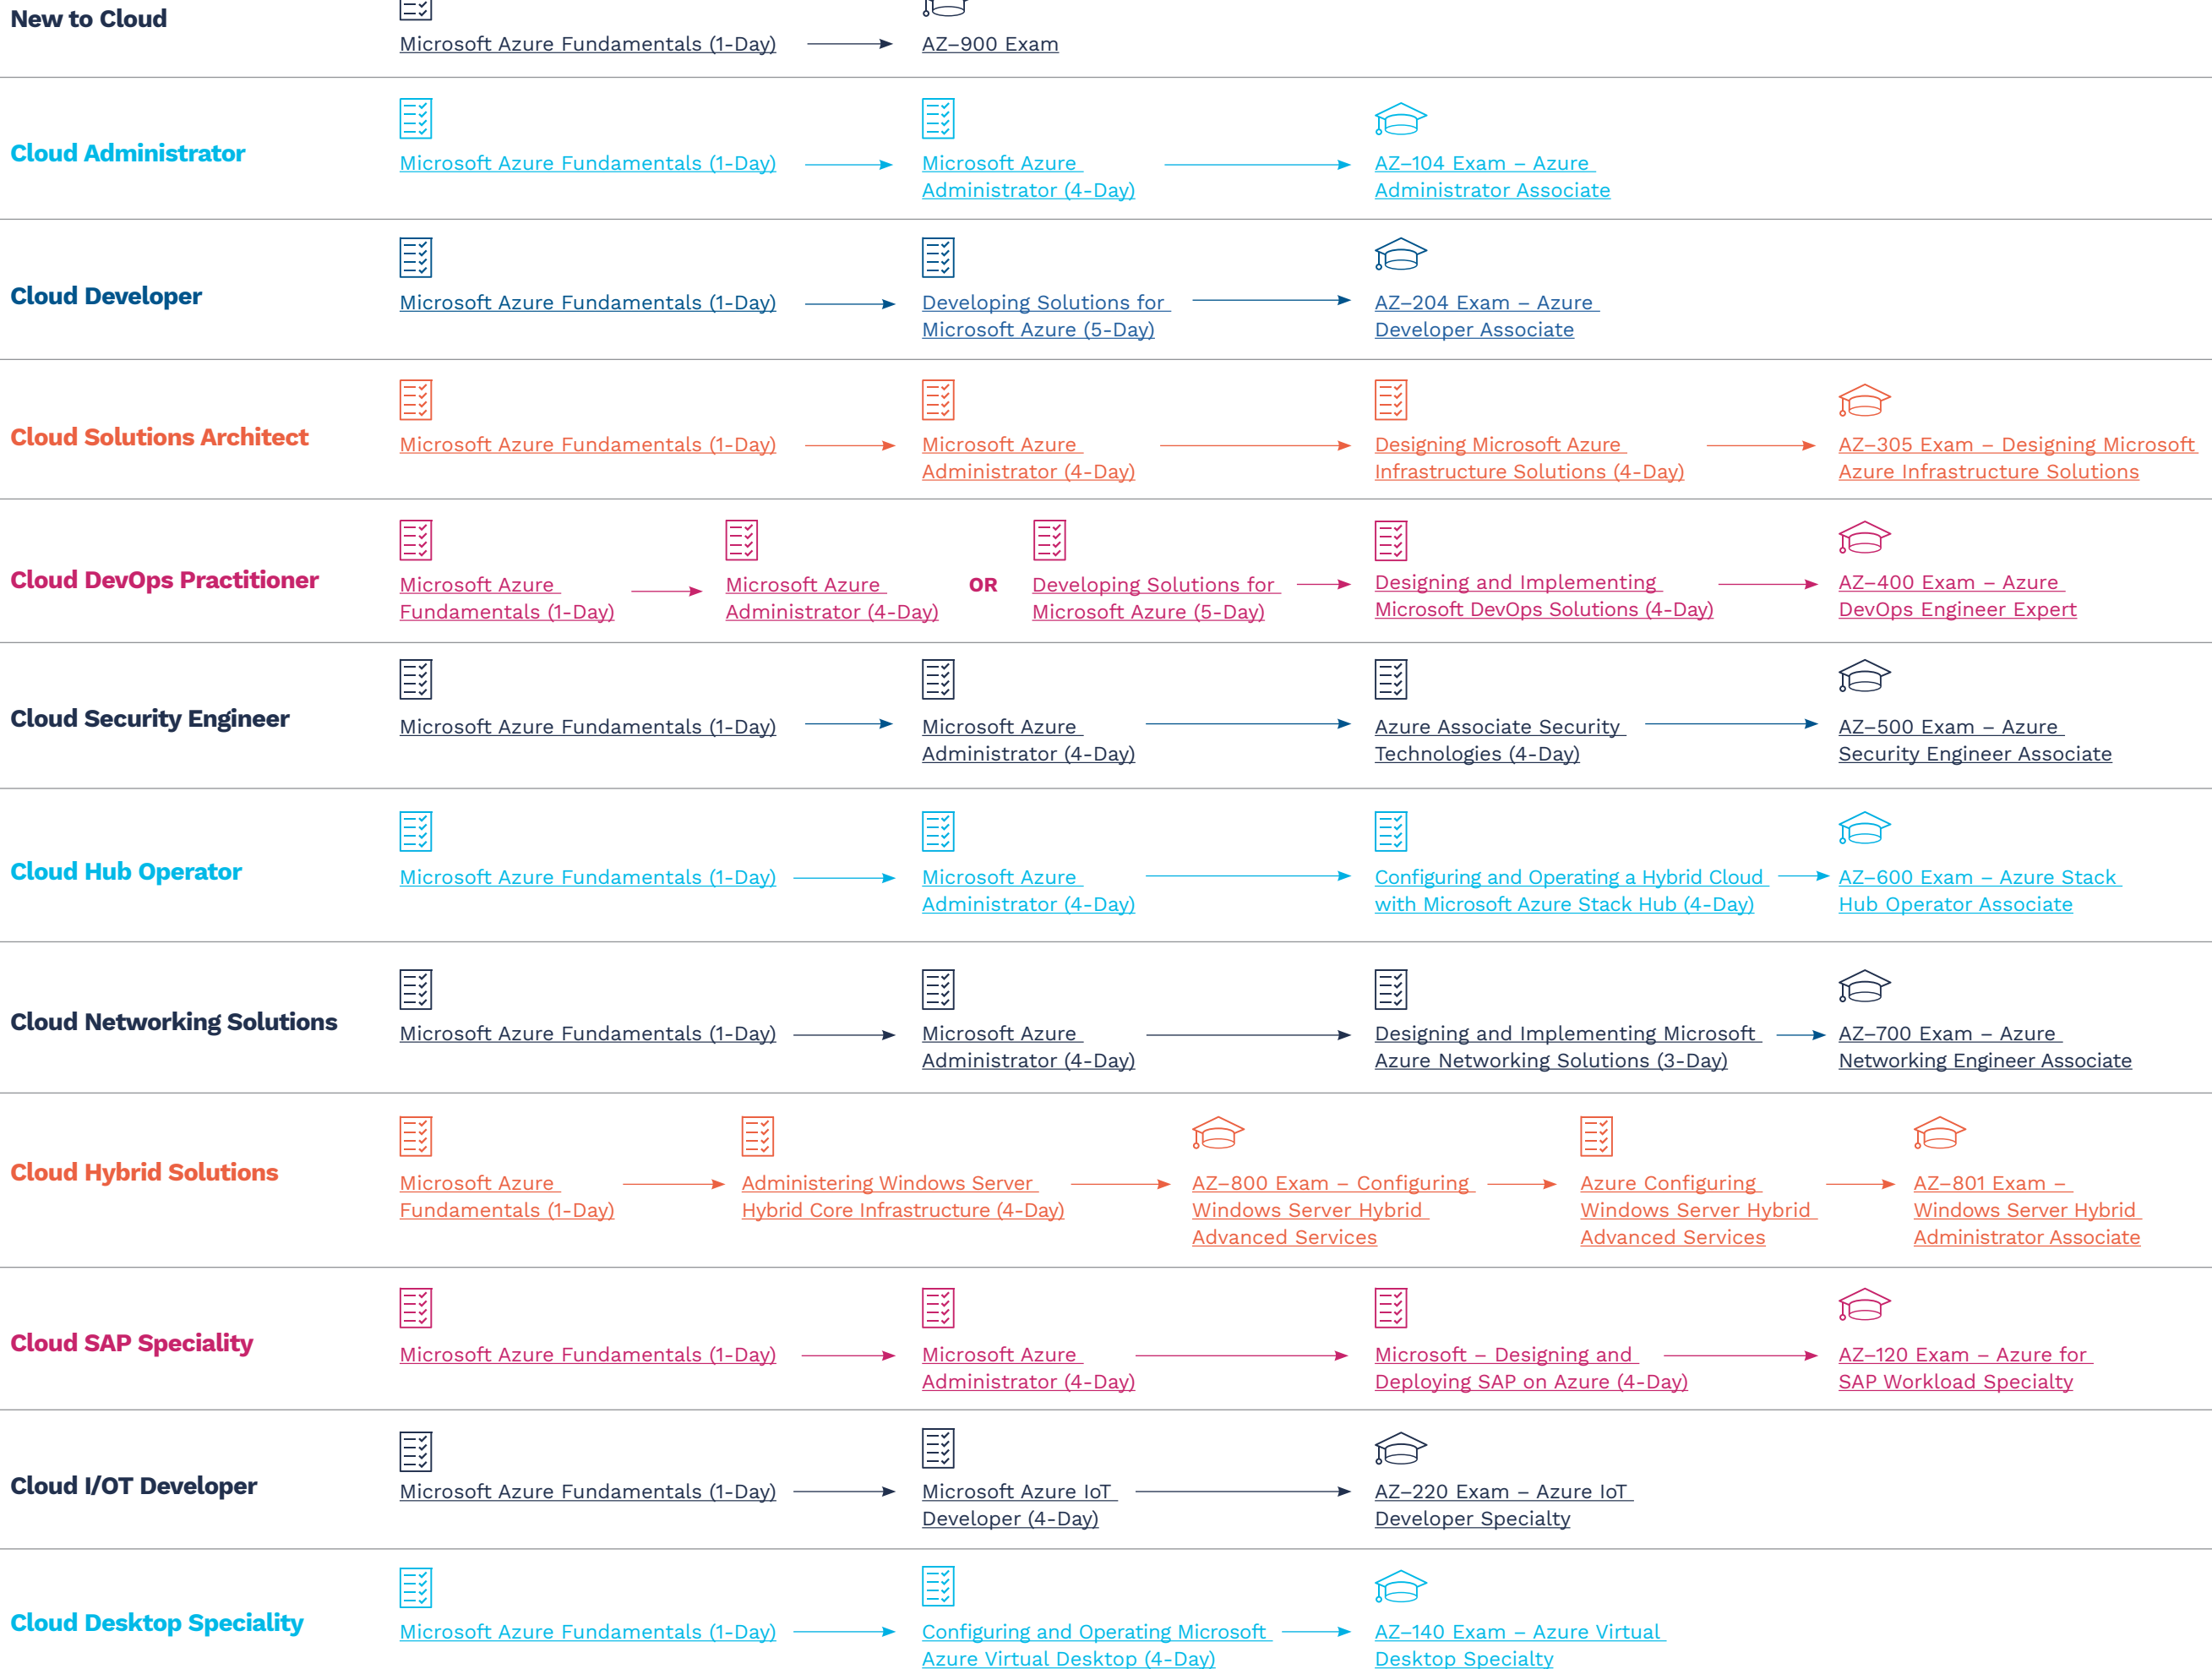 New to Cloud
Microsoft Azure Fundamentals (1-Day)
AZ–900 Exam
Cloud Administrator
Microsoft Azure Fundamentals (1-Day)
Microsoft Azure
Administrator (4-Day)
AZ–104 Exam – Azure
Administrator Associate
Cloud Developer
Microsoft Azure Fundamentals (1-Day)
Developing Solutions for
Microsoft Azure (5-Day)
AZ–204 Exam – Azure
Developer Associate
Cloud Solutions Architect
Microsoft Azure Fundamentals (1-Day)
Microsoft Azure
Administrator (4-Day)
Designing Microsoft Azure
Infrastructure Solutions (4-Day)
AZ–305 Exam – Designing Microsoft
Azure Infrastructure Solutions
Cloud DevOps Practitioner
Microsoft Azure
Fundamentals (1-Day)
Microsoft Azure
Administrator (4-Day)
OR
Developing Solutions for
Microsoft Azure (5-Day)
Designing and Implementing
Microsoft DevOps Solutions (4-Day)
AZ–400 Exam – Azure
DevOps Engineer Expert
Cloud Security Engineer
Microsoft Azure Fundamentals (1-Day)
Microsoft Azure
Administrator (4-Day)
Azure Associate Security
Technologies (4-Day)
AZ–500 Exam – Azure
Security Engineer Associate
Cloud Hub Operator
Microsoft Azure Fundamentals (1-Day)
Microsoft Azure
Administrator (4-Day)
Configuring and Operating a Hybrid Cloud
with Microsoft Azure Stack Hub (4-Day)
AZ–600 Exam – Azure Stack
Hub Operator Associate
Cloud Networking Solutions
Microsoft Azure Fundamentals (1-Day)
Microsoft Azure
Administrator (4-Day)
Designing and Implementing Microsoft
Azure Networking Solutions (3-Day)
AZ–700 Exam – Azure
Networking Engineer Associate
Cloud Hybrid Solutions
Microsoft Azure
Fundamentals (1-Day)
Administering Windows Server
Hybrid Core Infrastructure (4-Day)
AZ–800 Exam – Configuring
Windows Server Hybrid
Advanced Services
Azure Configuring
Windows Server Hybrid
Advanced Services
AZ–801 Exam –
Windows Server Hybrid
Administrator Associate
Cloud SAP Speciality
Microsoft Azure Fundamentals (1-Day)
Microsoft Azure
Administrator (4-Day)
Microsoft – Designing and
Deploying SAP on Azure (4-Day)
AZ–120 Exam – Azure for
SAP Workload Specialty
Cloud I/OT Developer
Microsoft Azure Fundamentals (1-Day)
Microsoft Azure IoT
Developer (4-Day)
AZ–220 Exam – Azure IoT
Developer Specialty
Cloud Desktop Speciality
Microsoft Azure Fundamentals (1-Day)
Configuring and Operating Microsoft
Azure Virtual Desktop (4-Day)
AZ–140 Exam – Azure Virtual
Desktop Specialty